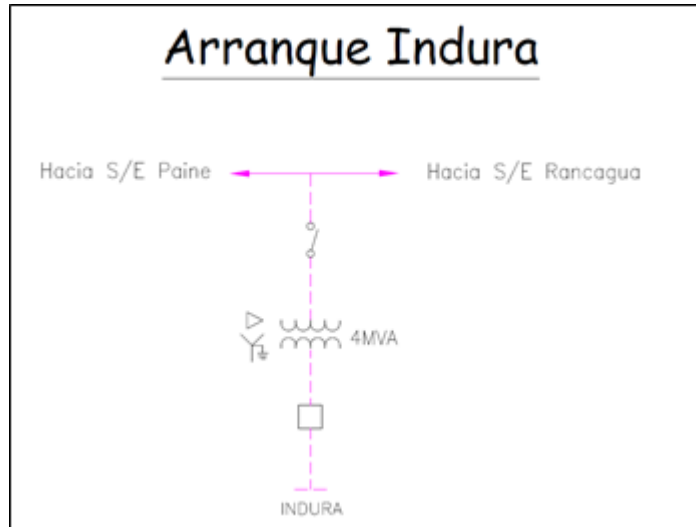 Arranque Indura
Hacia S/E Paine
Hacia S/E Rancagua
4MVA
INDURA